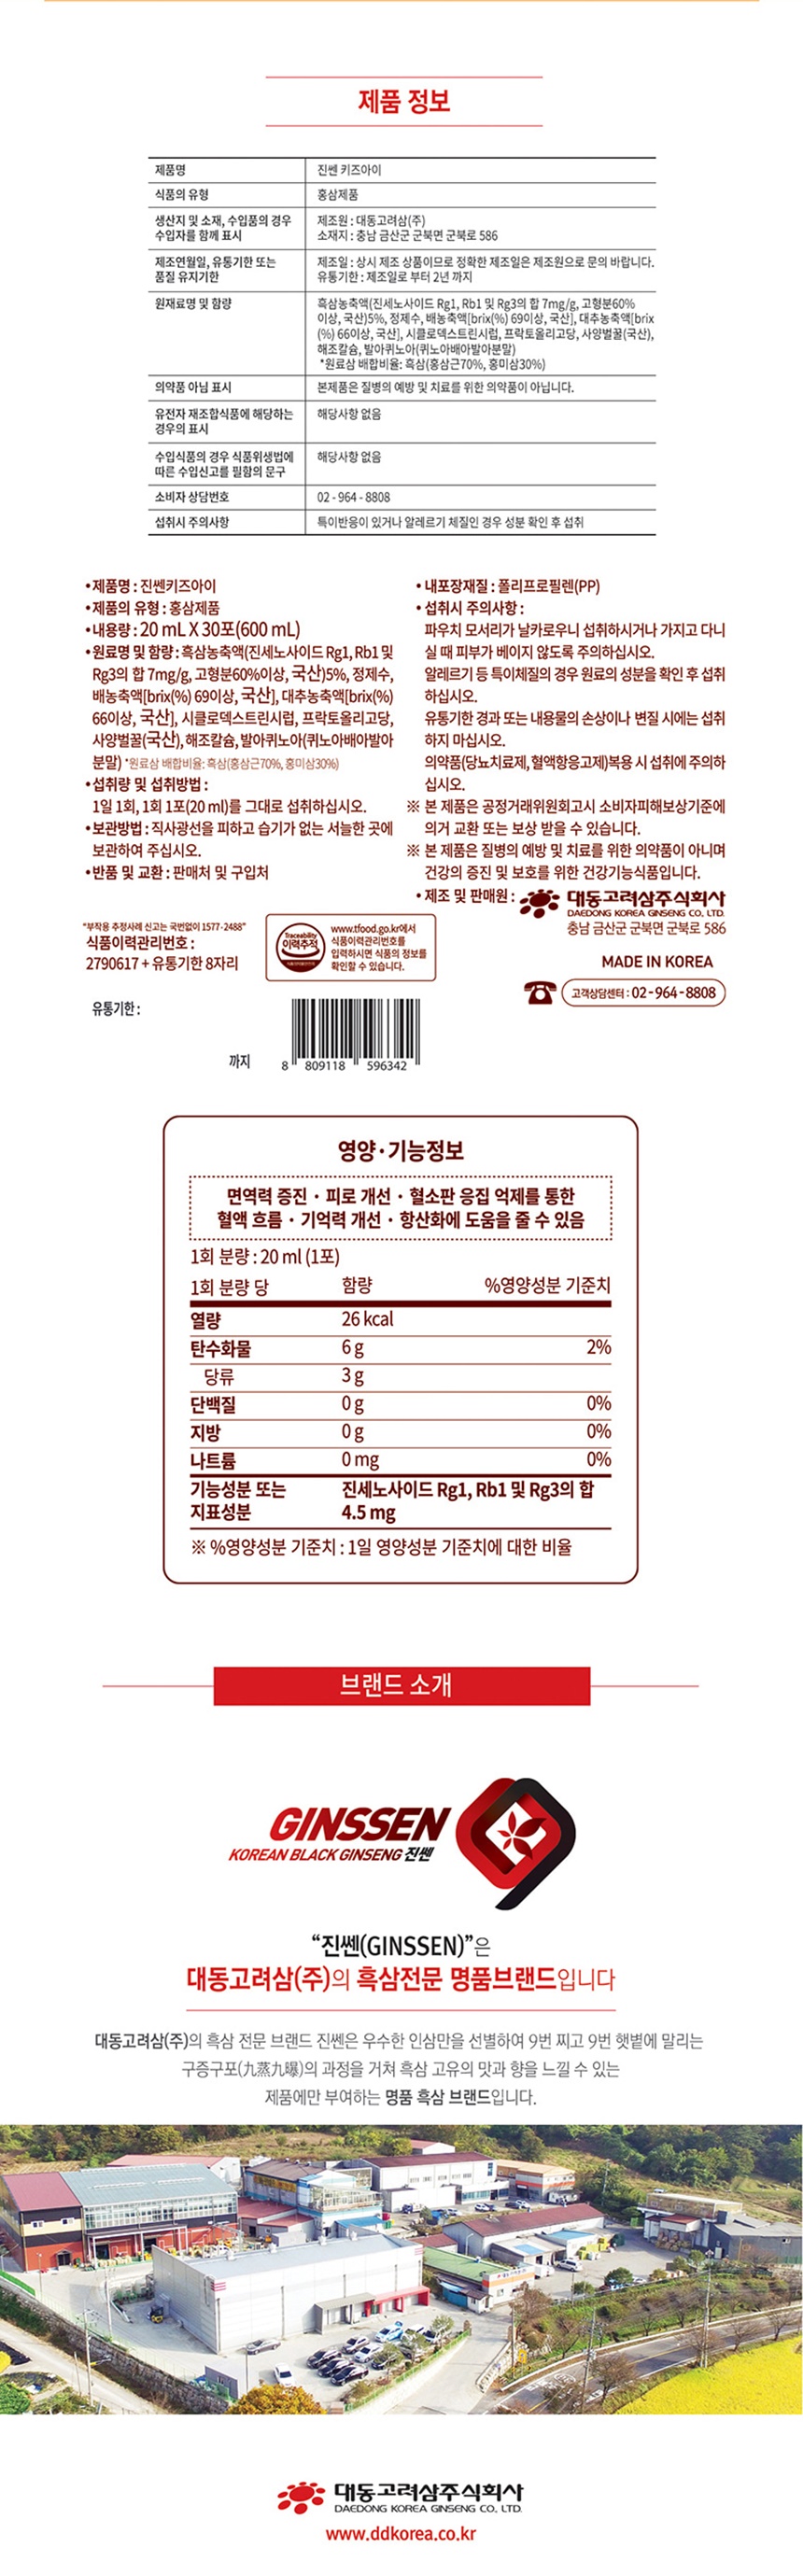 제품 정보
제품명 진쎈 키즈아이
식품의 유형 홍삼제품
생산지 및 소재, 수입품의 경우 제조원 : 대동고려삼(주)
수입자를 함께 표시 소재지 : 충남 금산군 군북면 군북로 586
제조연월일, 유통기한 또는 제조일 : 상시 제조 상품이므로 정확한 제조일은 제조원으로 문의 바랍니다.
품질 유지기한 유통기한 : 제조일로 부터 2년 까지
원재료명 및 함량 흑삼농축액(진세노사이드 Rg1, Rb1 및 Rg3의 합 7mg/g, 고형분60%
이상, 국산)5%, 정제수, 배농축액[brix(%) 69이상, 국산], 대추농축액[brix
(%) 66이상, 국산], 시클로덱스트린시럽, 프락토올리고당, 사양벌꿀(국산),
해조칼슘, 발아퀴노아(퀴노아배아발아분말)
*원료삼 배합비율: 흑삼(홍삼근70%, 홍미삼30%)
의약품 아님 표시 본제품은 질병의 예방 및 치료를 위한 의약품이 아닙니다.
유전자 재조합식품에 해당하는 해당사항 없음
경우의 표시
수입식품의 경우 식품위생법에 해당사항 없음
따른 수입신고를 필함의 문구
소비자 상담번호 02 - 964 - 8808
섭취시 주의사항 특이반응이 있거나 알레르기 체질인 경우 성분 확인 후 섭취
•제품명 : 진쎈키즈아이
•제품의 유형 : 홍삼제품
•내용량 : 20 mL X 30포(600 mL)
•원료명 및 함량 : 흑삼농축액(진세노사이드 Rg1, Rb1 및
Rg3의 합 7mg/g, 고형분60%이상, 국산)5%, 정제수,
배농축액[brix(%) 69이상, 국산], 대추농축액[brix(%)
66이상, 국산], 시클로덱스트린시럽, 프락토올리고당,
사양벌꿀(국산), 해조칼슘, 발아퀴노아(퀴노아배아발아
분말) *원료삼 배합비율: 흑삼(홍삼근70%, 홍미삼30%)
•섭취량 및 섭취방법 :
1일 1회, 1회 1포(20 ml)를 그대로 섭취하십시오.
•보관방법 : 직사광선을 피하고 습기가 없는 서늘한 곳에
보관하여 주십시오.
•반품 및 교환 : 판매처 및 구입처
"부작용 추정사례 신고는 국번없이 1577-2488"
식품이력관리번호 :
2790617 + 유통기한 8자리
Traceability
이력추적
www.tfood.go.kr에서
식품이력관리번호를
입력하시면 식품의 정보를
확인할 수 있습니다.
유통기한 :
까지
8 809118 596342
• 내포장재질 : 폴리프로필렌(PP)
• 섭취시 주의사항 :
파우치 모서리가 날카로우니 섭취하시거나 가지고 다니
실 때 피부가 베이지 않도록 주의하십시오.
알레르기 등 특이체질의 경우 원료의 성분을 확인 후 섭취
하십시오.
유통기한 경과 또는 내용물의 손상이나 변질 시에는 섭취
하지 마십시오.
의약품(당뇨치료제, 혈액항응고제)복용 시 섭취에 주의하
십시오.
※ 본 제품은 공정거래위원회고시 소비자피해보상기준에
의거 교환 또는 보상 받을 수 있습니다.
※ 본 제품은 질병의 예방 및 치료를 위한 의약품이 아니며
건강의 증진 및 보호를 위한 건강기능식품입니다.
• 제조 및 판매원 : 대동고려삼주식회사
DAEDONG KOREA GINSENG CO., LTD.
충남 금산군 군북면 군북로 586
MADE IN KOREA
고객상담센터 : 02-964-8808
영양·기능정보
면역력 증진 · 피로 개선 · 혈소판 응집 억제를 통한
혈액 흐름 · 기억력 개선 · 항산화에 도움을 줄 수 있음
1회 분량 : 20 ml (1포)
1회 분량 당 함량 %영양성분 기준치
열량 26 kcal
탄수화물 6 g 2%
당류 3 g
단백질 0 g 0%
지방 0 g 0%
나트륨 0 mg 0%
기능성분 또는 진세노사이드 Rg1, Rb1 및 Rg3의 합
지표성분 4.5 mg
※ %영양성분 기준치 : 1일 영양성분 기준치에 대한 비율
브랜드 소개
GINSSEN
KOREAN BLACK GINSENG 진쎈
“진쎈(GINSSEN)”은
대동고려삼(주)의 흑삼전문 명품브랜드입니다
대동고려삼(주)의 흑삼 전문 브랜드 진쎈은 우수한 인삼만을 선별하여 9번 찌고 9번 햇볕에 말리는
구증구포(九蒸九曝)의 과정을 거쳐 흑삼 고유의 맛과 향을 느낄 수 있는
제품에만 부여하는 명품 흑삼 브랜드입니다.
대동고려삼주식회사
DAEDONG KOREA GINSENG CO., LTD.
www.ddkorea.co.kr